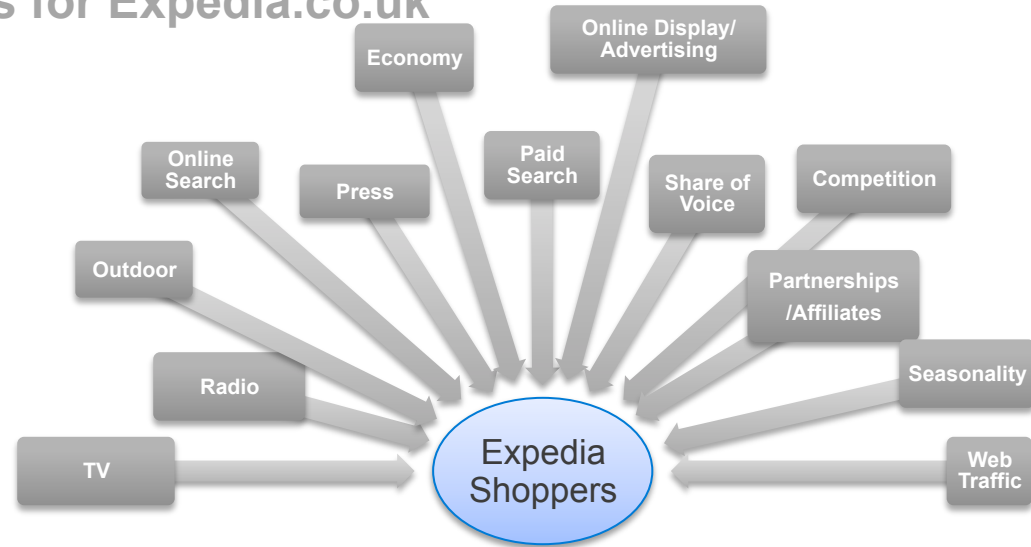 s for Expedia.co.uk
Online Display/
Advertising
Economy
Paid
Search
Online
Search
Press
Share of
Voice
Competition
Outdoor
Partnerships
/Affiliates
Radio
Seasonality
TV
Expedia
Shoppers
Web
Traffic